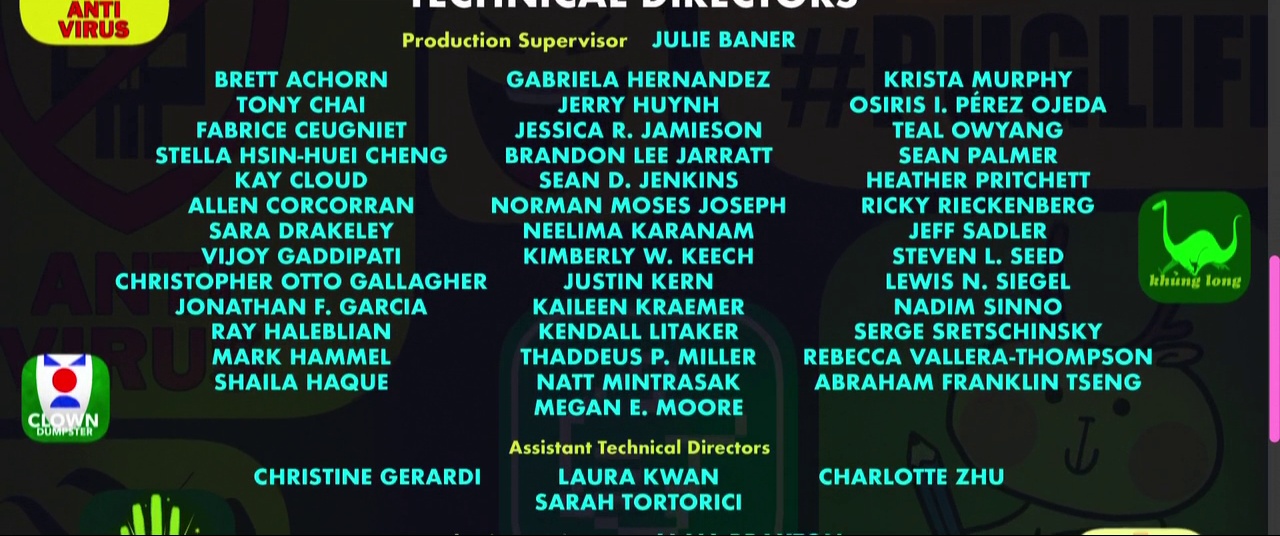 TECHNICAL DIRECTORS
ANTI
VIRUS
Production Supervisor JULIE BANER
#PUGLIF
BRETT ACHORN GABRIELA HERNANDEZ KRISTA MURPHY
TONY CHAI JERRY HUYNH OSIRIS I. PÉREZ OJEDA
FABRICE CEUGNIET JESSICA R. JAMIESON TEAL OWYANG
STELLA HSIN-HUEI CHENG BRANDON LEE JARRATT SEAN PALMER
KAY CLOUD SEAN D. JENKINS HEATHER PRITCHETT
ALLEN CORCORRAN NORMAN MOSES JOSEPH RICKY RIECKENBERG
SARA DRAKELEY NEELIMA KARANAM JEFF SADLER
VIJOY GADDIPATI KIMBERLY W. KEECH STEVEN L. SEED
CHRISTOPHER OTTO GALLAGHER JUSTIN KERN LEWIS N. SIEGEL
khủng long
JONATHAN F. GARCIA KAILEEN KRAEMER NADIM SINNO
RAY HALEBLIAN KENDALL LITAKER SERGE SRETSCHINSKY
MARK HAMMEL THADDEUS P. MILLER REBECCA VALLERA-THOMPSON
SHAILA HAQUE NATT MINTRASAK ABRAHAM FRANKLIN TSENG
MEGAN E. MOORE
ANTI
VIRU
CLOWN
DUMPSTER
Assistant Technical Directors
CHRISTINE GERARDI LAURA KWAN CHARLOTTE ZHU
SARAH TORTORICI